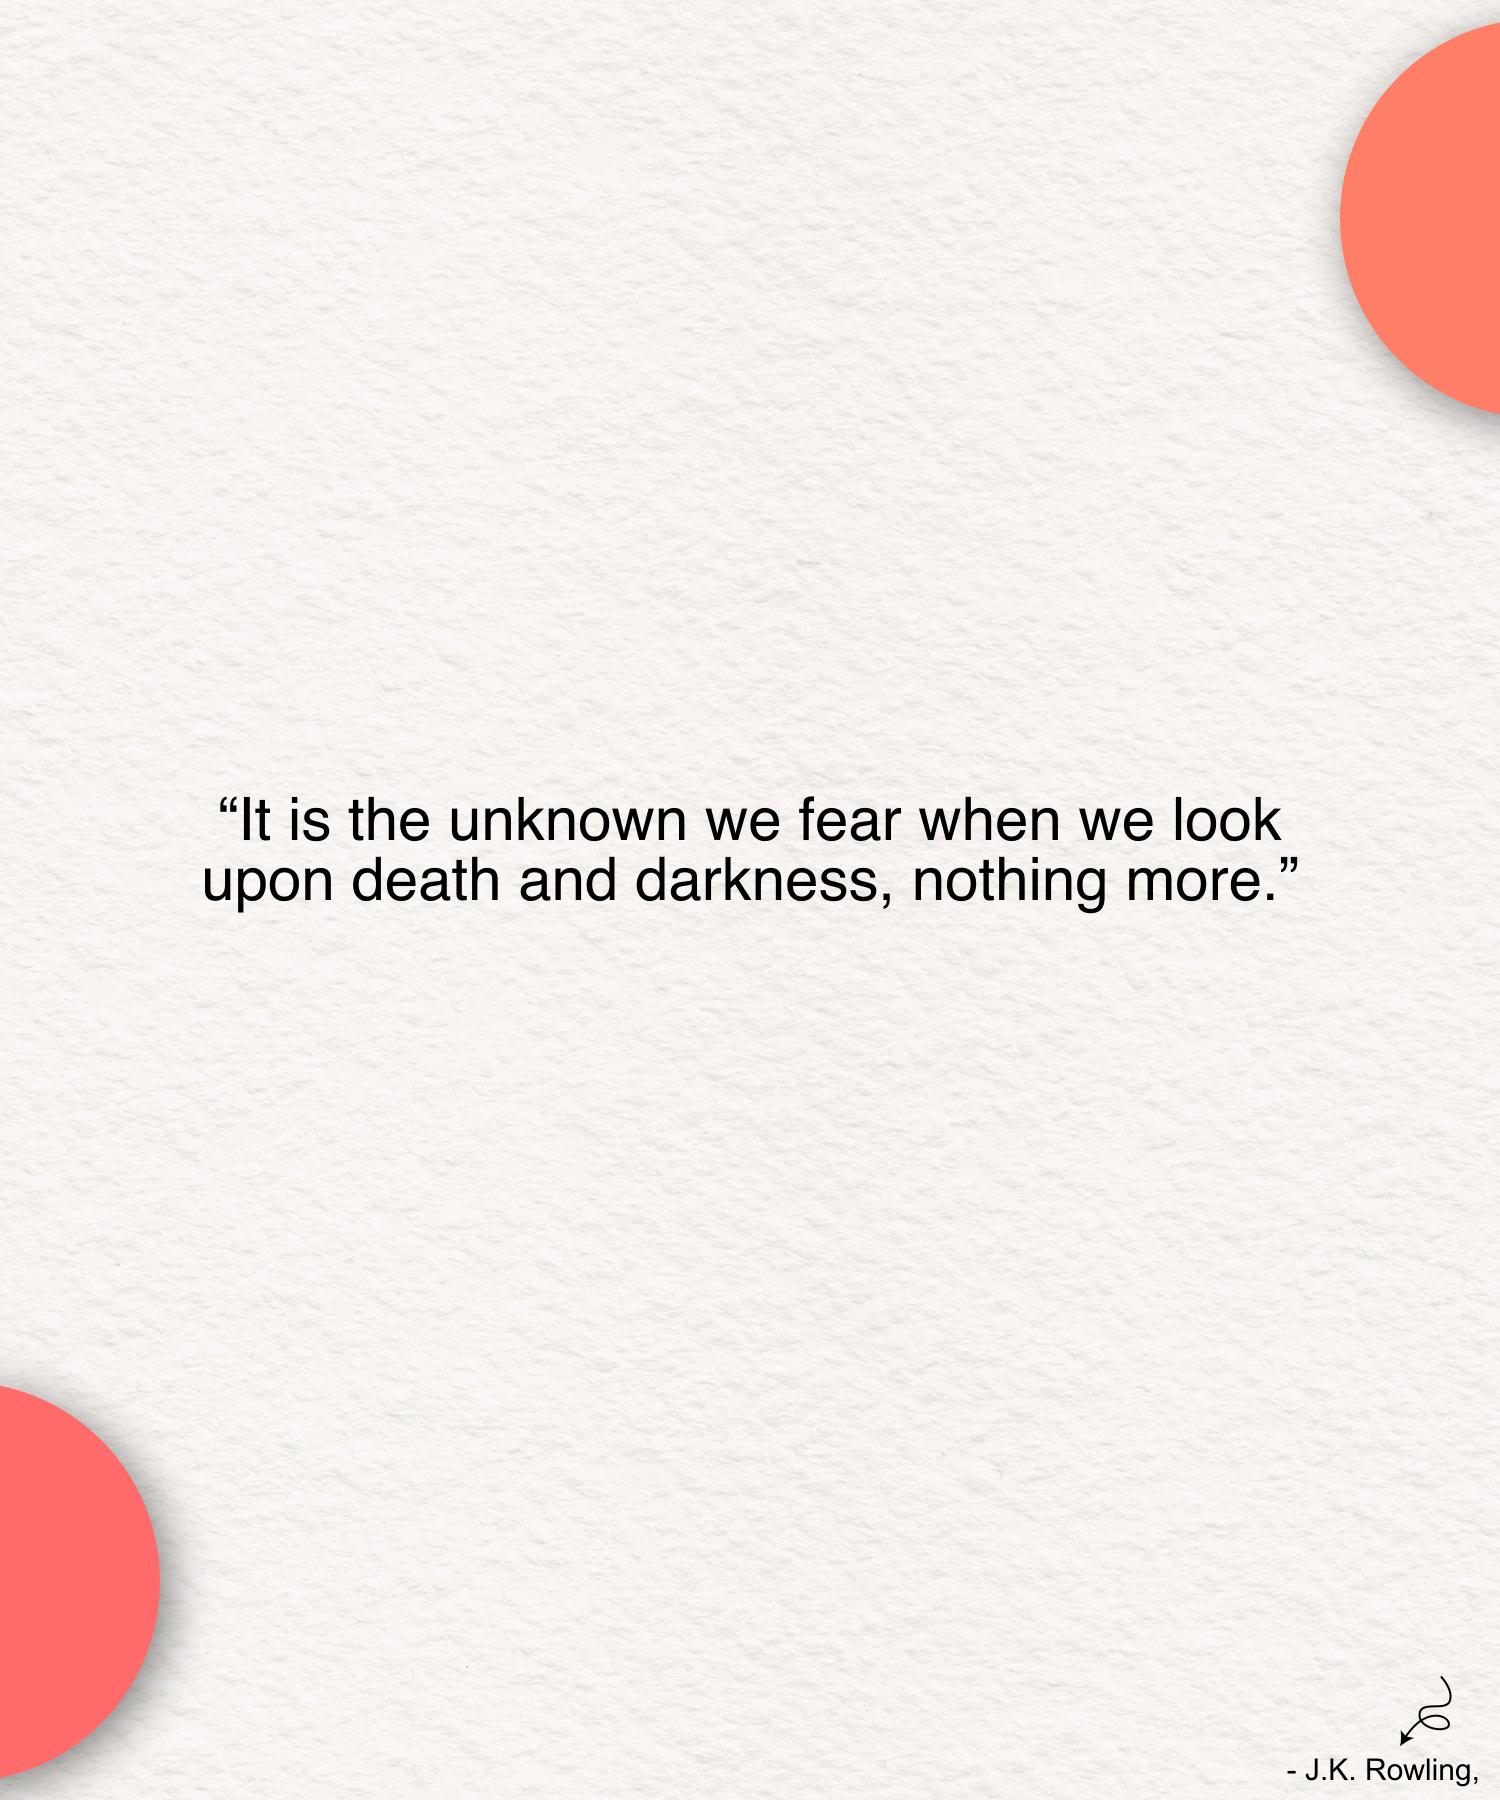 “It is the unknown we fear when we look
upon death and darkness, nothing more.”
- J.K. Rowling,